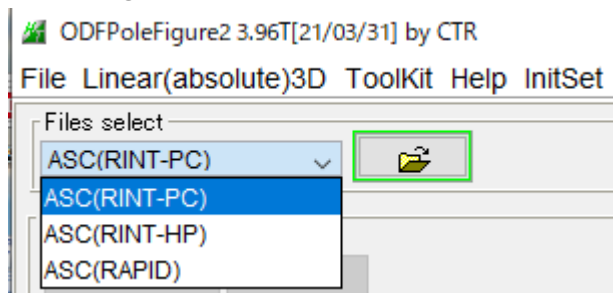 ODFPoleFigure2 3.96T[21/03/31] by CTR
File Linear(absolute)3D ToolKit Help InitSet
Files select
ASC(RINT-PC)
ASC(RINT-PC)
ASC(RINT-HP)
ASC(RAPID)